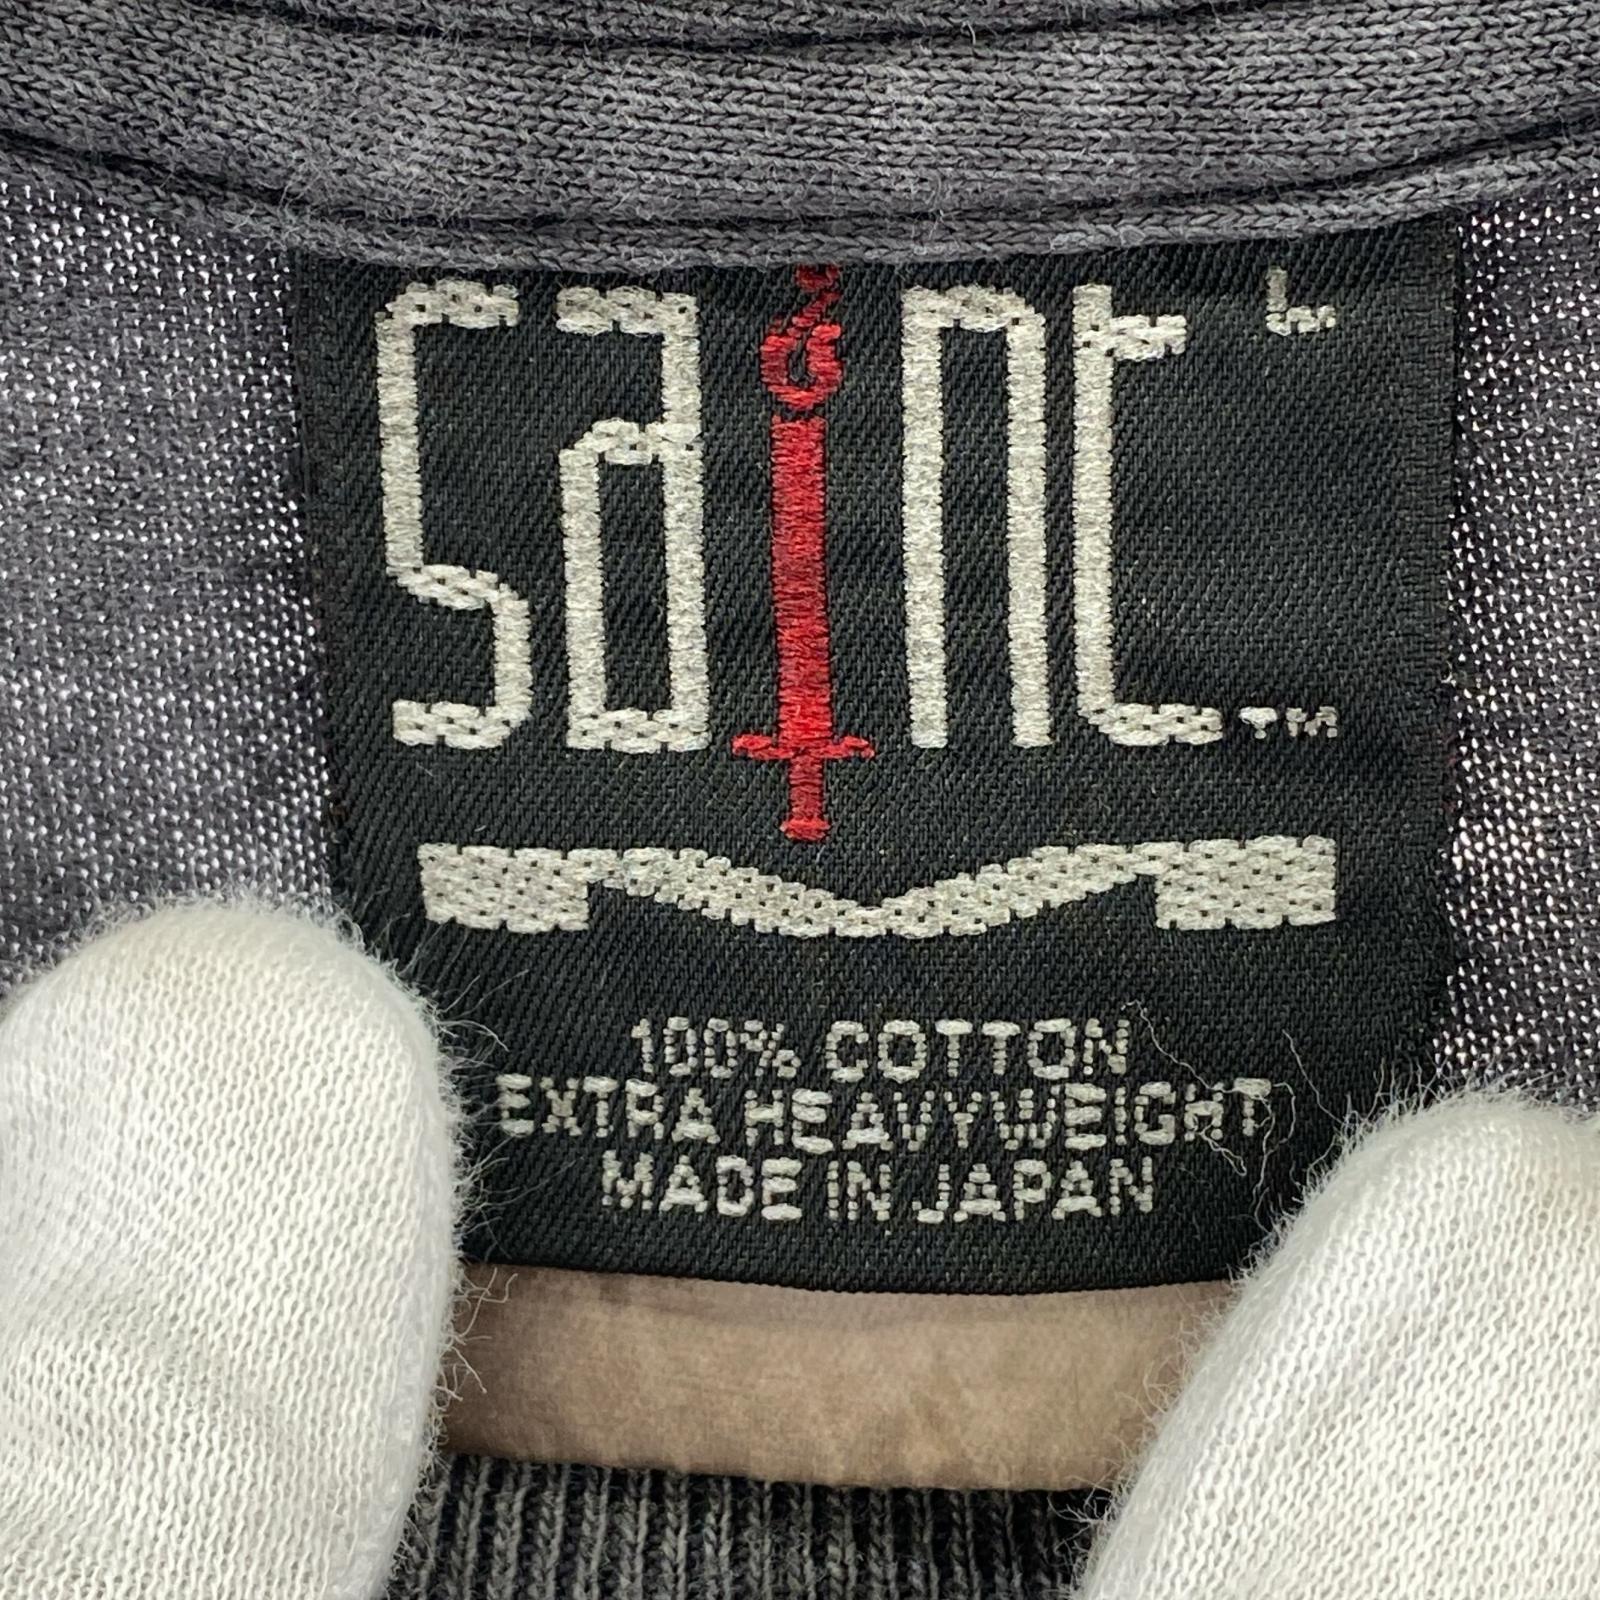 SaINt L
TM
100% COTTON
EXTRA HEAVYWEIGHT
MADE IN JAPAN